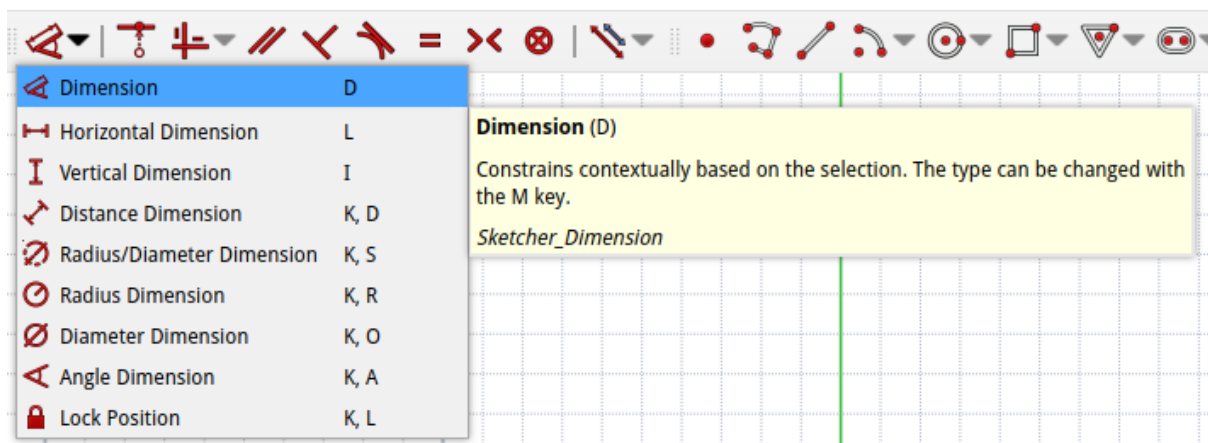 Dimension D
Horizontal Dimension L
Vertical Dimension I
Distance Dimension K, D
Radius/Diameter Dimension K, S
Radius Dimension K, R
Diameter Dimension K, O
Angle Dimension K, A
Lock Position K, L
Dimension (D)
Constrains contextually based on the selection. The type can be changed with
the M key.
Sketcher_Dimension